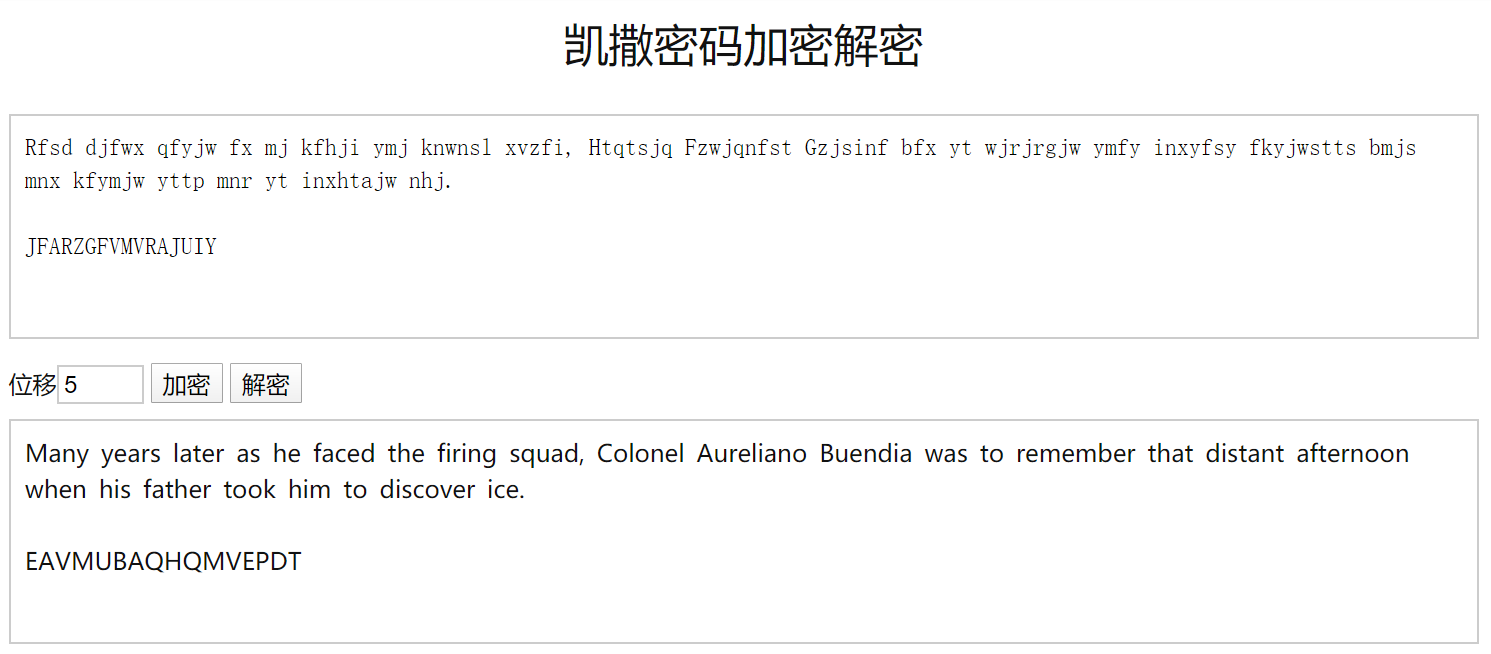 凯撒密码加密解密
Rfsd djfwx qfyjw fx mj kfhji ymj knwnsl xvzfi, Htqtsjq Fzwjqnfst Gzjsinf bfx yt wjrjrgjw ymfy inxyfsy fkyjwstts bmjs
mnx kfymjw yttp mnr yt inxhtajw nhj.
JFARZGFVMVRAJUIY
位移 5 加密 解密
Many years later as he faced the firing squad, Colonel Aureliano Buendia was to remember that distant afternoon
when his father took him to discover ice.
EAVMUBAQHQMVEPDT